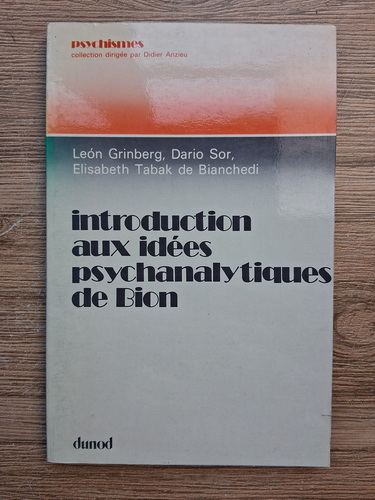 psychismes
collection dirigée par Didier Anzieu
León Grinberg, Dario Sor,
Elisabeth Tabak de Bianchedi
introduction
aux idées
psychanalytiques
de Bion
dunod